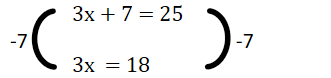 3x + 7 = 25
-7 -7
3x = 18